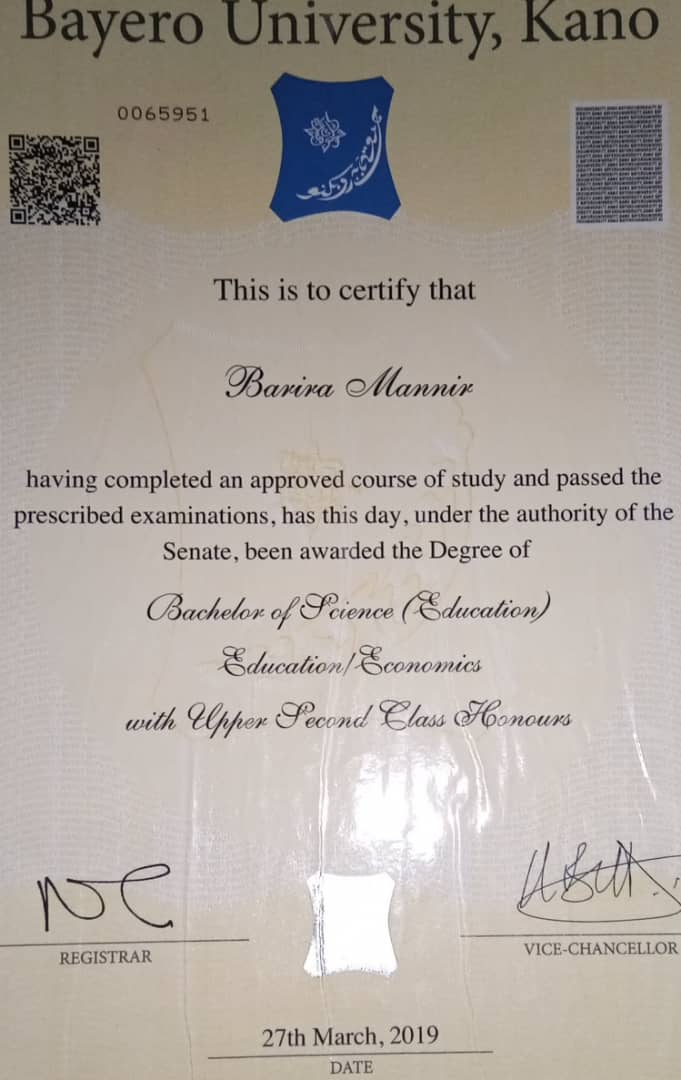 Bayero University, Kano
0065951
This is to certify that
Barira Mannir
having completed an approved course of study and passed the
prescribed examinations, has this day, under the authority of the
Senate, been awarded the Degree of
Bachelor of Science (Education)
Education/Economics
with Upper Second Class Honours
REGISTRAR
VICE-CHANCELLOR
27th March, 2019
DATE